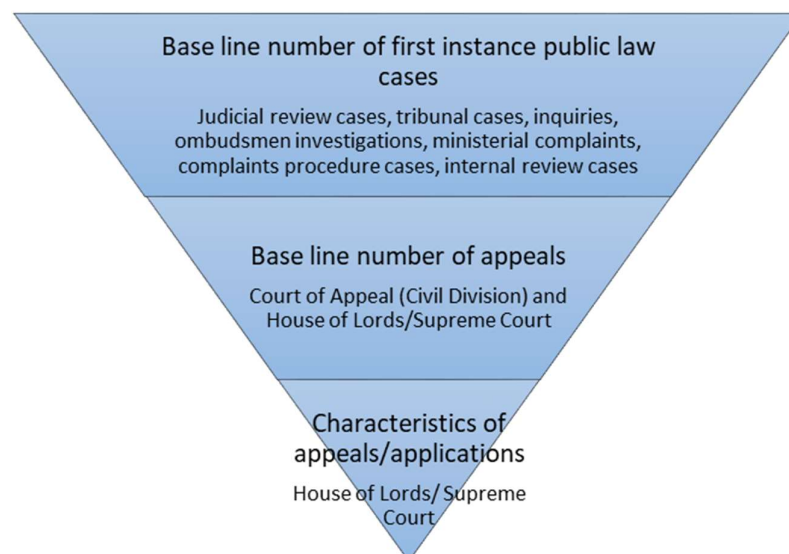 Base line number of first instance public law
cases
Judicial review cases, tribunal cases, inquiries,
ombudsmen investigations, ministerial complaints,
complaints procedure cases, internal review cases
Base line number of appeals
Court of Appeal (Civil Division) and
House of Lords/Supreme Court
Characteristics of
appeals/applications
House of Lords/ Supreme
Court